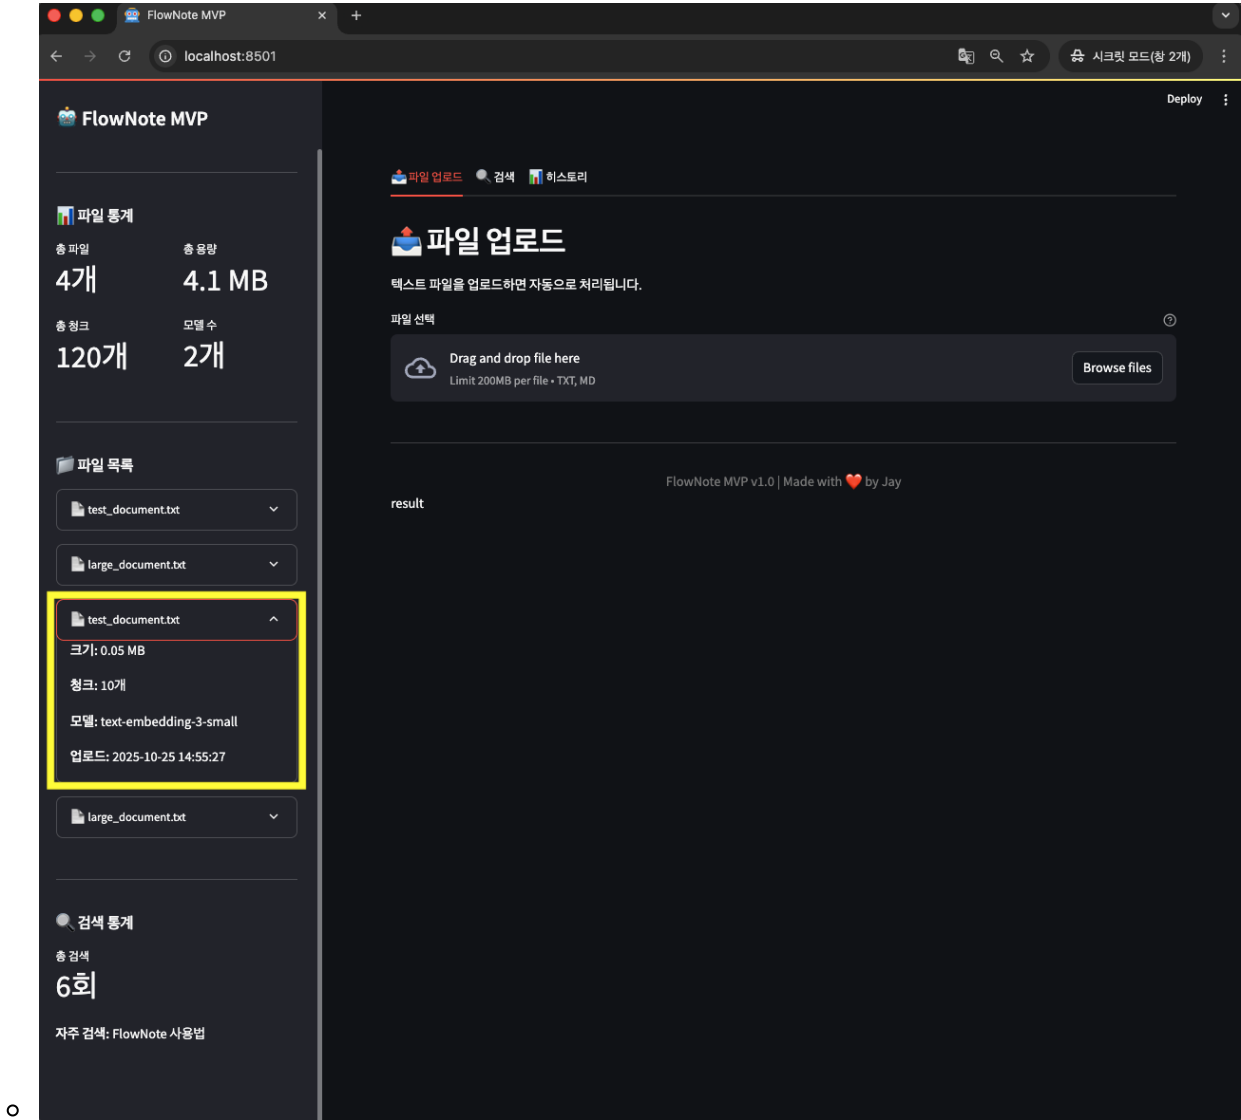 FlowNote MVP
localhost:8501
시크릿 모드(창 2개)
Deploy
FlowNote MVP
파일 통계
총 파일
총 용량
4개
4.1 MB
총 청크
모델 수
120개
2개
파일 목록
test_document.txt
large_document.txt
test_document.txt
크기: 0.05 MB
청크: 10개
모델: text-embedding-3-small
업로드: 2025-10-25 14:55:27
large_document.txt
검색 통계
총 검색
6회
자주 검색: FlowNote 사용법
파일 업로드
검색
히스토리
파일 업로드
텍스트 파일을 업로드하면 자동으로 처리됩니다.
파일 선택
Drag and drop file here
Limit 200MB per file • TXT, MD
Browse files
FlowNote MVP v1.0 | Made with ❤️ by Jay
result